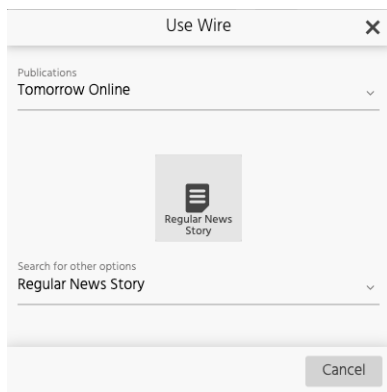 Use Wire
Publications
Tomorrow Online
Regular News
Story
Search for other options
Regular News Story
Cancel